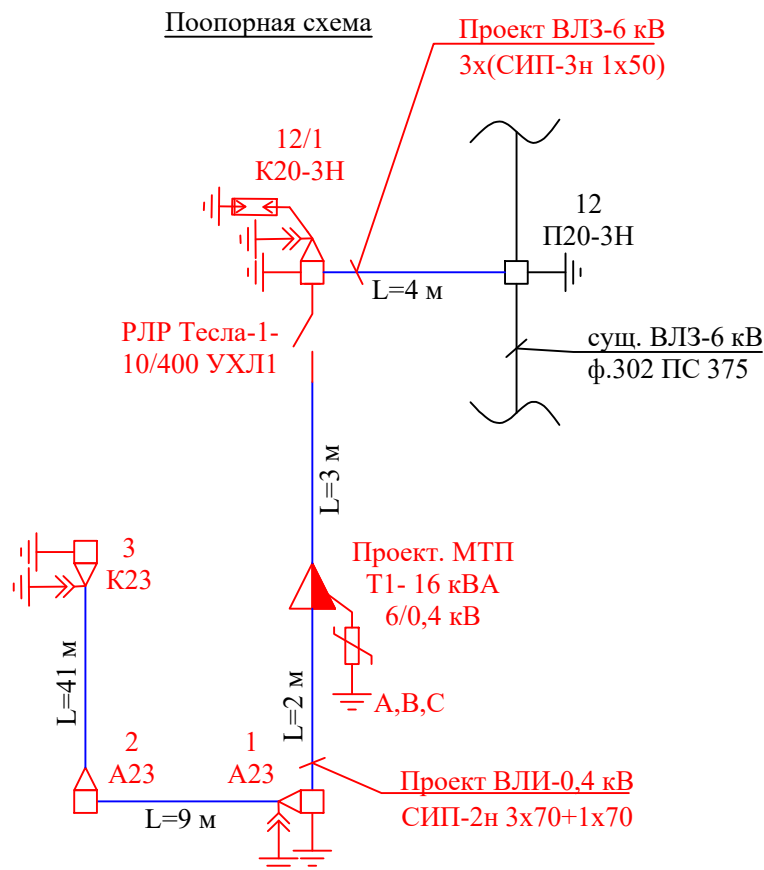 Поопорная схема
Проект ВЛЗ-6 кВ
3х(СИП-3н 1х50)
12/1
К20-3Н
12
П20-3Н
L=4 м
РЛР Тесла-1-
10/400 УХЛ1
сущ. ВЛЗ-6 кВ
ф.302 ПС 375
L=3 м
3
К23
Проект. МТП
Т1- 16 кВА
6/0,4 кВ
L=41 м
L=2 м
А,В,С
2
А23
1
А23
L=9 м
Проект ВЛИ-0,4 кВ
СИП-2н 3х70+1х70